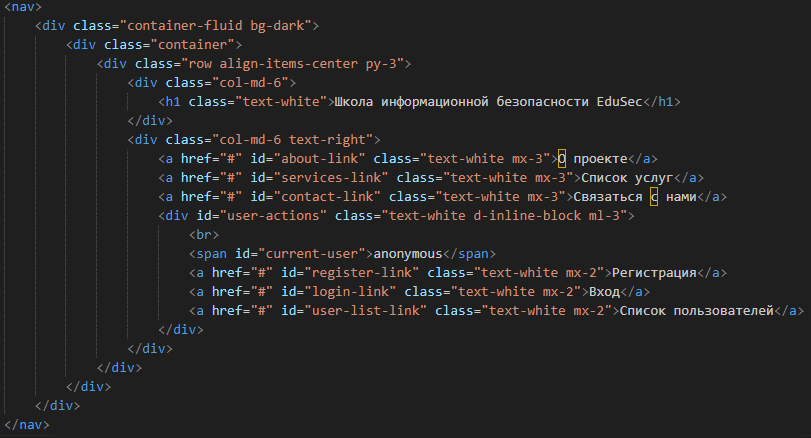 <nav>
    <div class="container-fluid bg-dark">
        <div class="container">
            <div class="row align-items-center py-3">
                <div class="col-md-6">
                    <h1 class="text-white">Школа информационной безопасности EduSec</h1>
                </div>
                <div class="col-md-6 text-right">
                    <a href="#" id="about-link" class="text-white mx-3">О проекте</a>
                    <a href="#" id="services-link" class="text-white mx-3">Список услуг</a>
                    <a href="#" id="contact-link" class="text-white mx-3">Связаться с нами</a>
                    <div id="user-actions" class="text-white d-inline-block ml-3">
                        <br>
                        <span id="current-user">anonymous</span>
                        <a href="#" id="register-link" class="text-white mx-2">Регистрация</a>
                        <a href="#" id="login-link" class="text-white mx-2">Вход</a>
                        <a href="#" id="user-list-link" class="text-white mx-2">Список пользователей</a>
                    </div>
                </div>
            </div>
        </div>
    </div>
</nav>